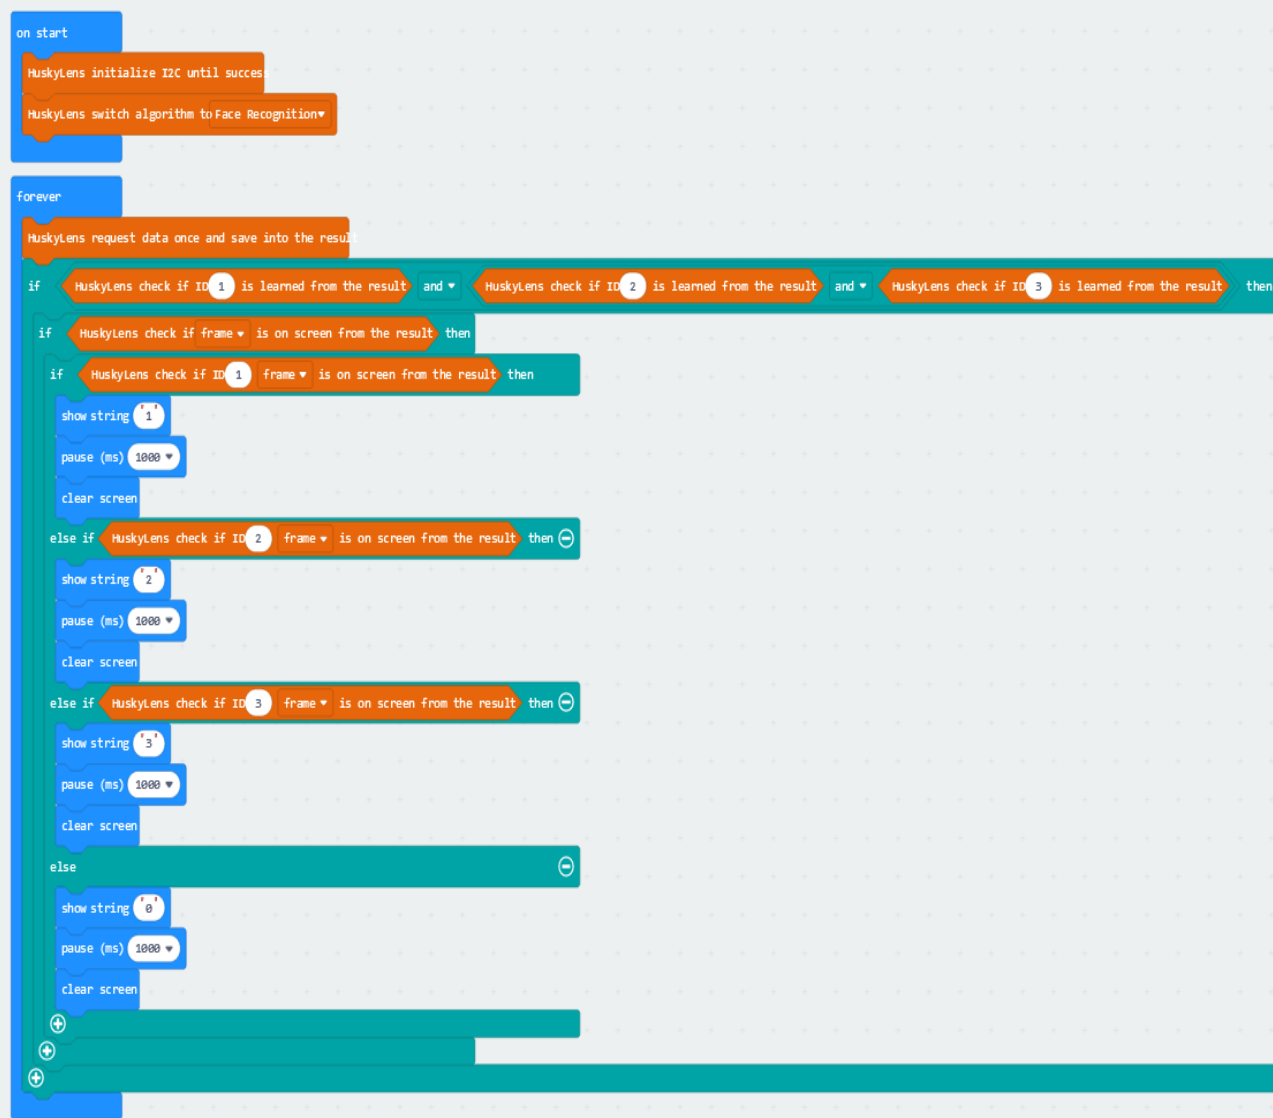 on start
HuskyLens initialize I2C until success
HuskyLens switch algorithm to Face Recognition
forever
HuskyLens request data once and save into the result
if HuskyLens check if ID 1 is learned from the result and HuskyLens check if ID 2 is learned from the result and HuskyLens check if ID 3 is learned from the result then
if HuskyLens check if frame is on screen from the result then
if HuskyLens check if ID 1 frame is on screen from the result then
show string '1'
pause (ms) 1000
clear screen
else if HuskyLens check if ID 2 frame is on screen from the result then
show string '2'
pause (ms) 1000
clear screen
else if HuskyLens check if ID 3 frame is on screen from the result then
show string '3'
pause (ms) 1000
clear screen
else
show string '0'
pause (ms) 1000
clear screen